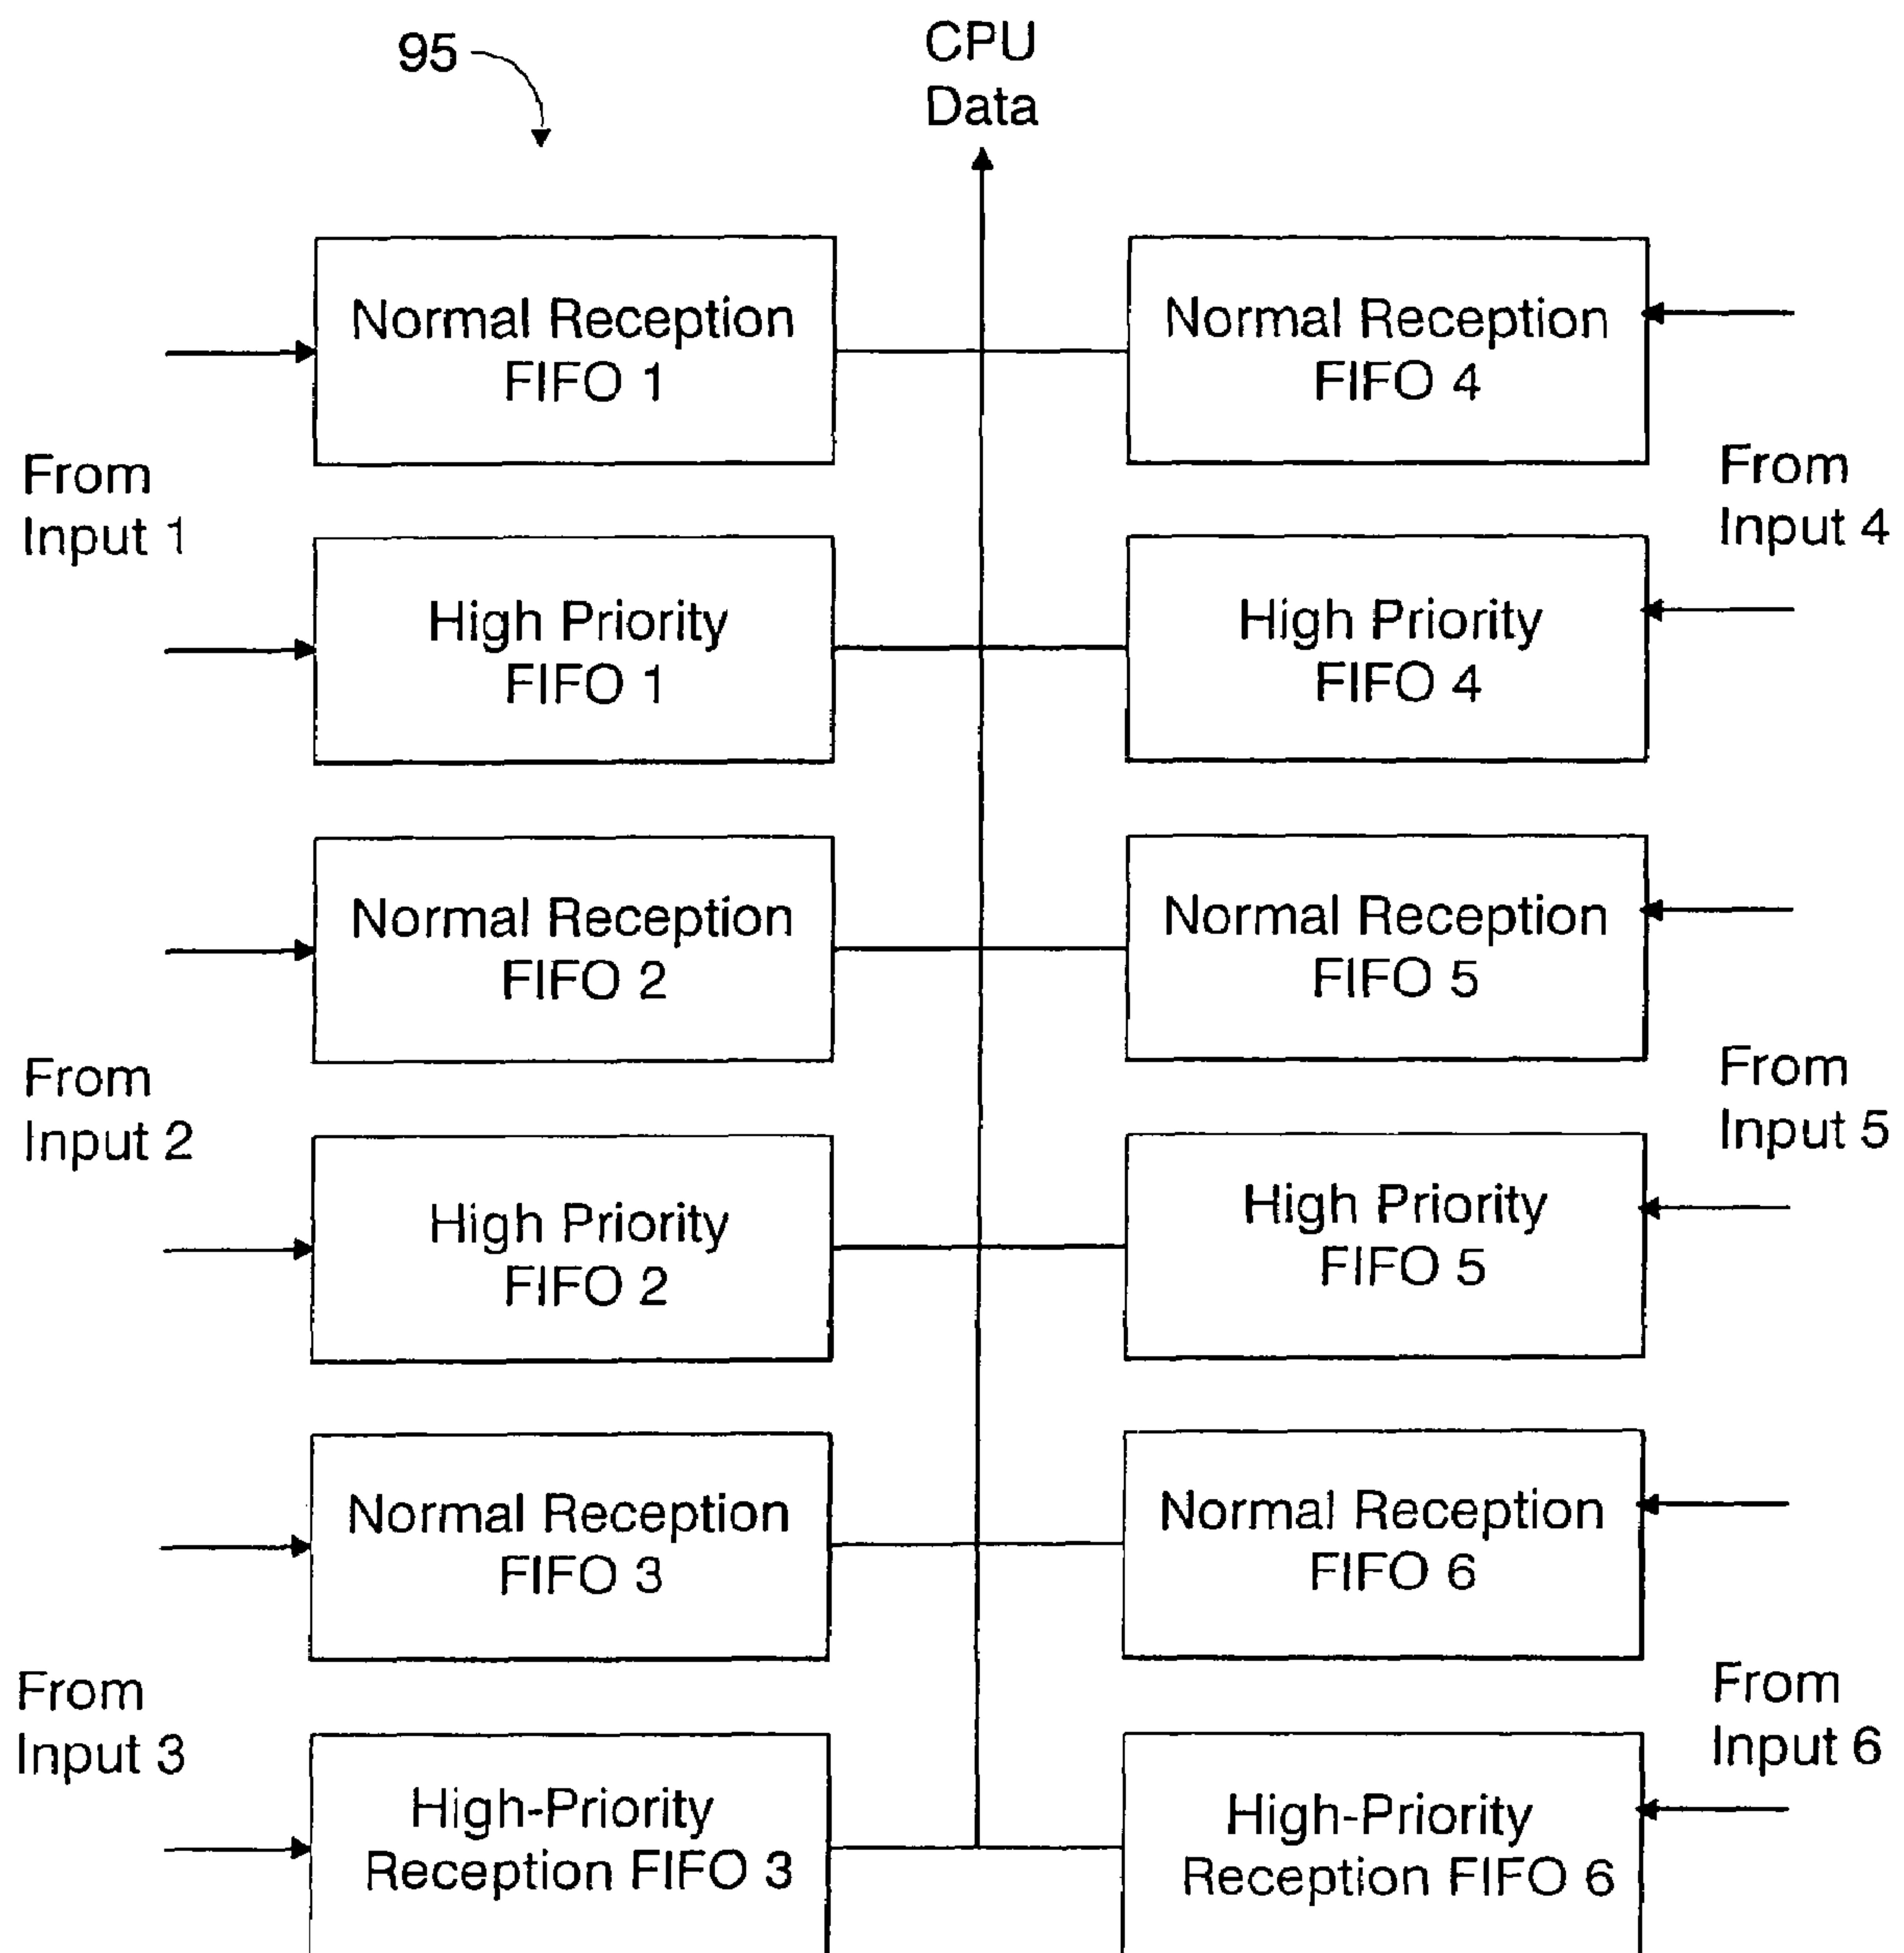 95
CPU
Data
Normal Reception
FIFO 1
Normal Reception
FIFO 4
From
Input 1
From
Input 4
High Priority
FIFO 1
High Priority
FIFO 4
Normal Reception
FIFO 2
Normal Reception
FIFO 5
From
Input 2
From
Input 5
High Priority
FIFO 2
High Priority
FIFO 5
Normal Reception
FIFO 3
Normal Reception
FIFO 6
From
Input 3
From
Input 6
High-Priority
Reception FIFO 3
High-Priority
Reception FIFO 6